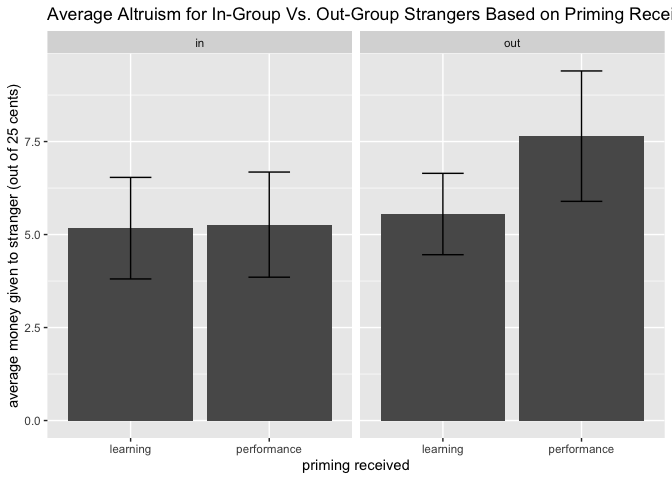 Average Altruism for In-Group Vs. Out-Group Strangers Based on Priming Recei
in
out
average money given to stranger (out of 25 cents)
7.5
5.0
2.5
0.0
learning
performance
learning
performance
priming received